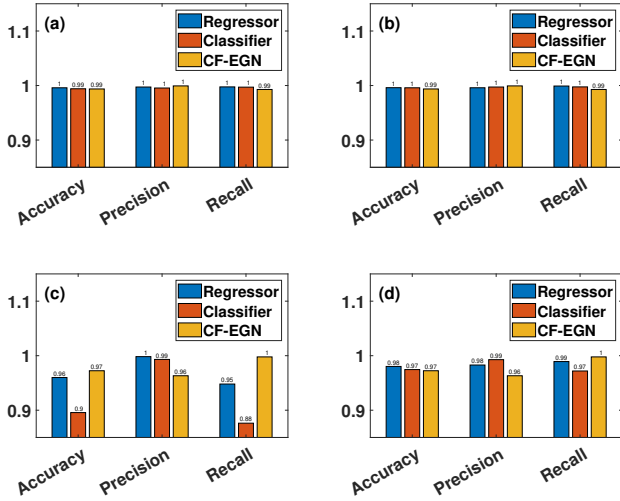 (a)
Regressor
Classifier
CF-EGN
1.1
1
0.9
1 0.99 0.99
1 1 1
1 1 0.99
Accuracy
Precision
Recall
(b)
Regressor
Classifier
CF-EGN
1.1
1
0.9
1 1 0.99
1 1 1
1 1 0.99
Accuracy
Precision
Recall
(c)
Regressor
Classifier
CF-EGN
1.1
1
0.9
0.96 0.9 0.97
1 0.99 0.96
0.95 0.88 1
Accuracy
Precision
Recall
(d)
Regressor
Classifier
CF-EGN
1.1
1
0.9
0.98 0.97 0.97
0.98 0.99 0.96
0.99 0.97 1
Accuracy
Precision
Recall